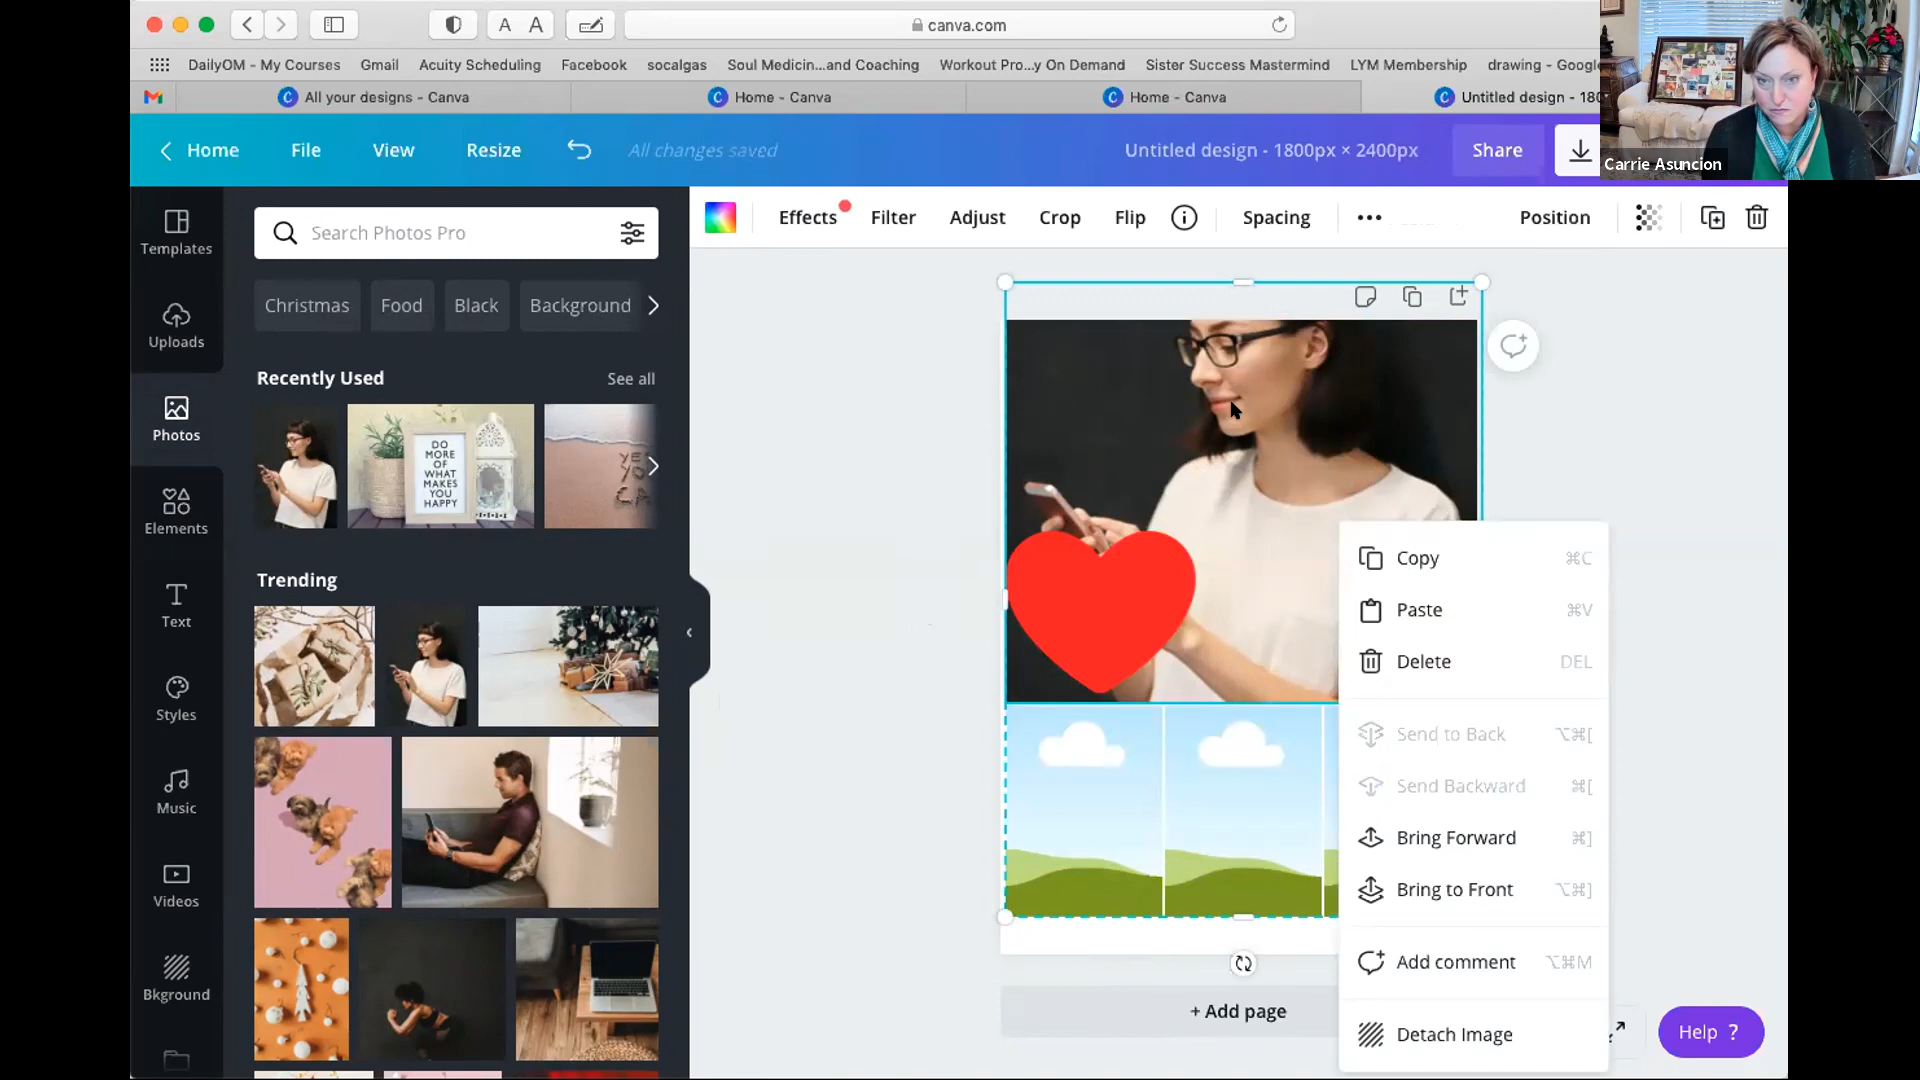 canva.com
A A
DailyOM - My Courses Gmail Acuity Scheduling Facebook socalgas Soul Medicin...and Coaching Workout Pro...y On Demand Sister Success Mastermind LYM Membership drawing - Google
All your designs - Canva Home - Canva Home - Canva Untitled design - 180
Home File View Resize All changes saved Untitled design - 1800px × 2400px Share
Carrie Asuncion
Effects Filter Adjust Crop Flip Spacing Position
Templates
Uploads
Photos
Elements
Text
Styles
Music
Videos
Bkground
Search Photos Pro
Christmas Food Black Background
Recently Used See all
DO
MORE
OF
WHAT
MAKES
YOU
HAPPY
YE
YO
CA
Trending
Copy ⌘C
Paste ⌘V
Delete DEL
Send to Back ⌥⌘[
Send Backward ⌘[
Bring Forward ⌘]
Bring to Front ⌥⌘]
Add comment ⌥⌘M
Detach Image
+ Add page
Help ?